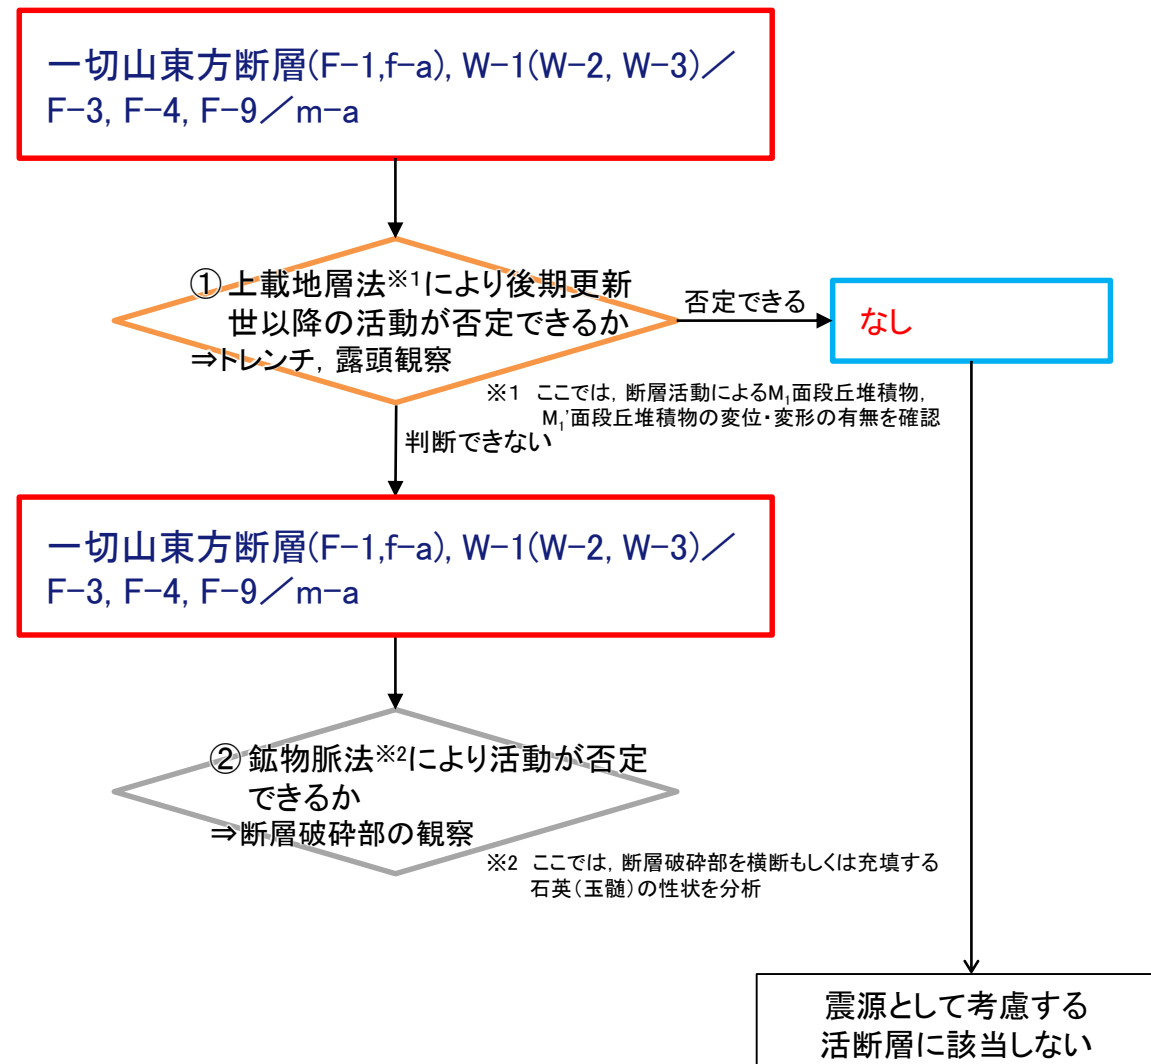 一切山東方断層(F-1,f-a), W-1(W-2, W-3)／
F-3, F-4, F-9／m-a
① 上載地層法※1により後期更新
世以降の活動が否定できるか
⇒トレンチ, 露頭観察
否定できる
なし
※1　ここでは, 断層活動によるM₁面段丘堆積物,
M₁’面段丘堆積物の変位・変形の有無を確認
判断できない
一切山東方断層(F-1,f-a), W-1(W-2, W-3)／
F-3, F-4, F-9／m-a
② 鉱物脈法※2により活動が否定
できるか
⇒断層破砕部の観察
※2　ここでは, 断層破砕部を横断もしくは充填する
石英（玉髄）の性状を分析
震源として考慮する
活断層に該当しない